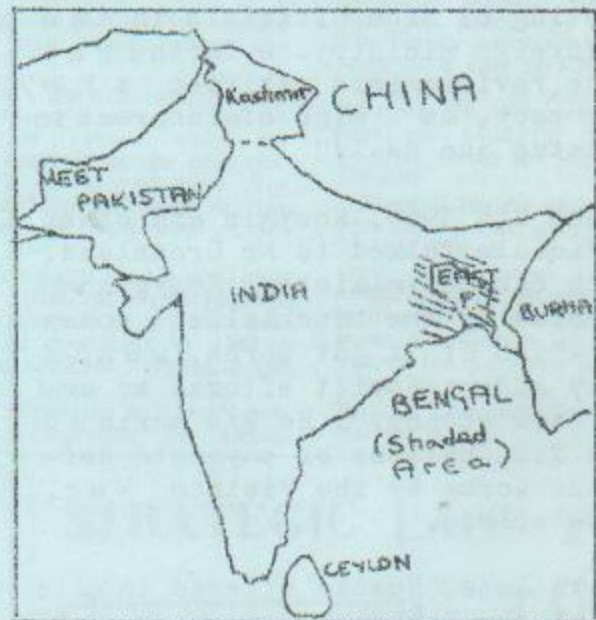 Kashmir
CHINA
WEST
PAKISTAN
INDIA
EAST
P
BURMA
BENGAL
(Shaded
Area)
CEYLON